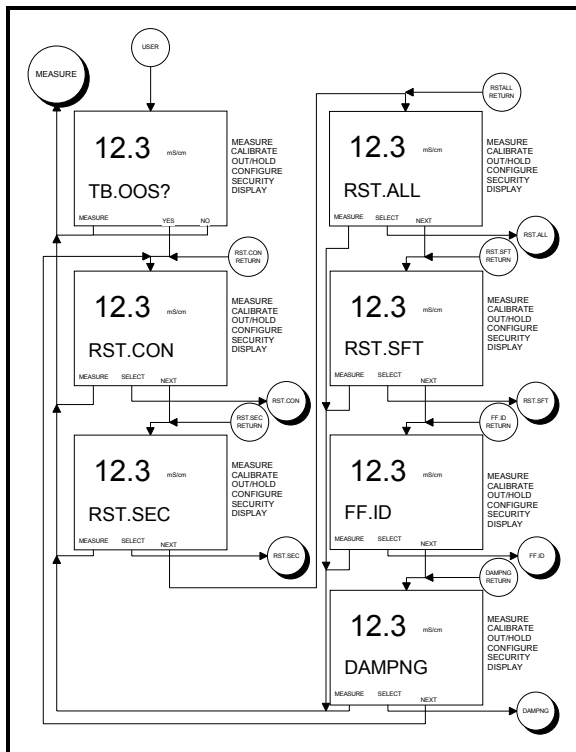 USER
MEASURE
12.3 mS/cm
TB.OOS?
MEASURE YES NO
MEASURE
CALIBRATE
OUT/HOLD
CONFIGURE
SECURITY
DISPLAY
RST.CON
RETURN
12.3 mS/cm
RST.CON
MEASURE SELECT NEXT
MEASURE
CALIBRATE
OUT/HOLD
CONFIGURE
SECURITY
DISPLAY
RST.CON
RST.SEC
RETURN
12.3 mS/cm
RST.SEC
MEASURE SELECT NEXT
MEASURE
CALIBRATE
OUT/HOLD
CONFIGURE
SECURITY
DISPLAY
RST.SEC
RSTALL
RETURN
12.3 mS/cm
RST.ALL
MEASURE SELECT NEXT
MEASURE
CALIBRATE
OUT/HOLD
CONFIGURE
SECURITY
DISPLAY
RST.ALL
RST.SFT
RETURN
12.3 mS/cm
RST.SFT
MEASURE SELECT NEXT
MEASURE
CALIBRATE
OUT/HOLD
CONFIGURE
SECURITY
DISPLAY
RST.SFT
FF.ID
RETURN
12.3 mS/cm
FF.ID
MEASURE SELECT NEXT
MEASURE
CALIBRATE
OUT/HOLD
CONFIGURE
SECURITY
DISPLAY
FF.ID
DAMPNG
RETURN
12.3 mS/cm
DAMPNG
MEASURE SELECT NEXT
MEASURE
CALIBRATE
OUT/HOLD
CONFIGURE
SECURITY
DISPLAY
DAMPNG